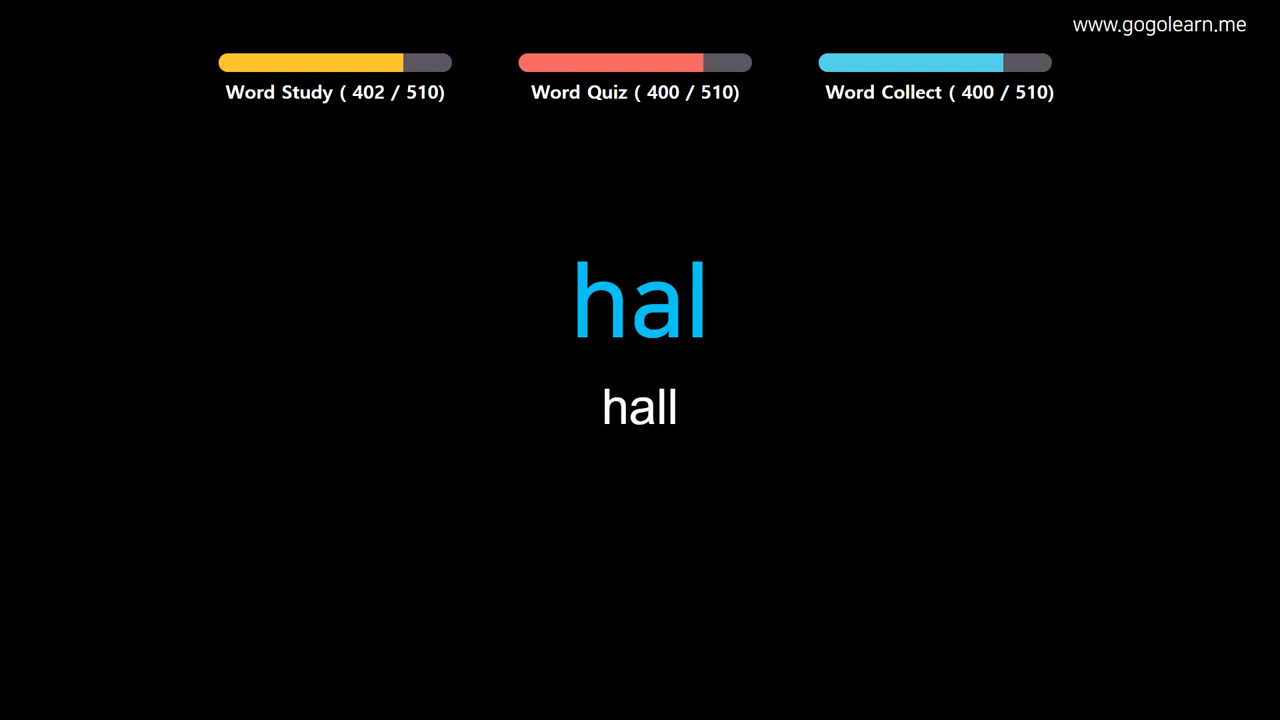 www.gogolearn.me
Word Study ( 402 / 510)
Word Quiz ( 400 / 510)
Word Collect ( 400 / 510)
hal
hall